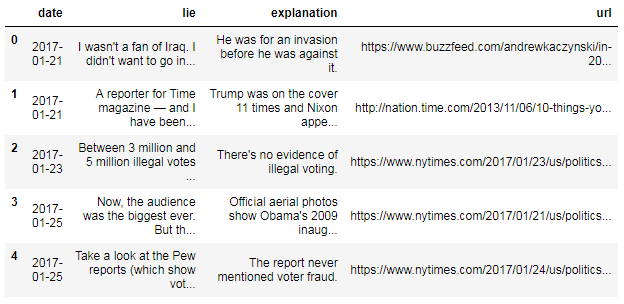 date lie explanation url
0 2017-01-21 I wasn't a fan of Iraq. I didn't want to go in... He was for an invasion before he was against it. https://www.buzzfeed.com/andrewkaczynski/in-20...
1 2017-01-21 A reporter for Time magazine — and I have been... Trump was on the cover 11 times and Nixon appe... http://nation.time.com/2013/11/06/10-things-yo...
2 2017-01-23 Between 3 million and 5 million illegal votes ... There's no evidence of illegal voting. https://www.nytimes.com/2017/01/23/us/politics...
3 2017-01-25 Now, the audience was the biggest ever. But th... Official aerial photos show Obama's 2009 inaug... https://www.nytimes.com/2017/01/21/us/politics...
4 2017-01-25 Take a look at the Pew reports (which show vot... The report never mentioned voter fraud. https://www.nytimes.com/2017/01/24/us/politics...